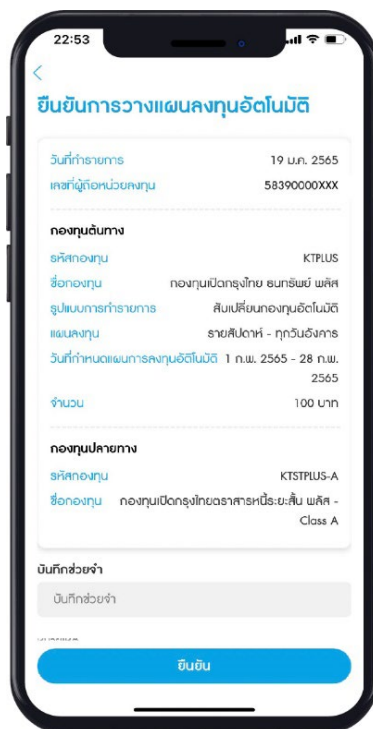 22:53
ยืนยันการวางแผนลงทุนอัตโนมัติ
วันที่ทำรายการ 19 ม.ค. 2565
เลขที่ผู้ถือหน่วยลงทุน 58390000XXX
กองทุนต้นทาง
รหัสกองทุน KTPLUS
ชื่อกองทุน กองทุนเปิดกรุงไทย ธนทรัพย์ พลัส
รูปแบบการทำรายการ สับเปลี่ยนกองทุนอัตโนมัติ
แผนลงทุน รายสัปดาห์ - ทุกวันอังคาร
วันที่กำหนดแผนการลงทุนอัตโนมัติ 1 ก.พ. 2565 - 28 ก.พ.
2565
จำนวน 100 บาท
กองทุนปลายทาง
รหัสกองทุน KTSTPLUS-A
ชื่อกองทุน กองทุนเปิดกรุงไทยตราสารหนี้ระยะสั้น พลัส -
Class A
บันทึกช่วยจำ
บันทึกช่วยจำ
ยืนยัน